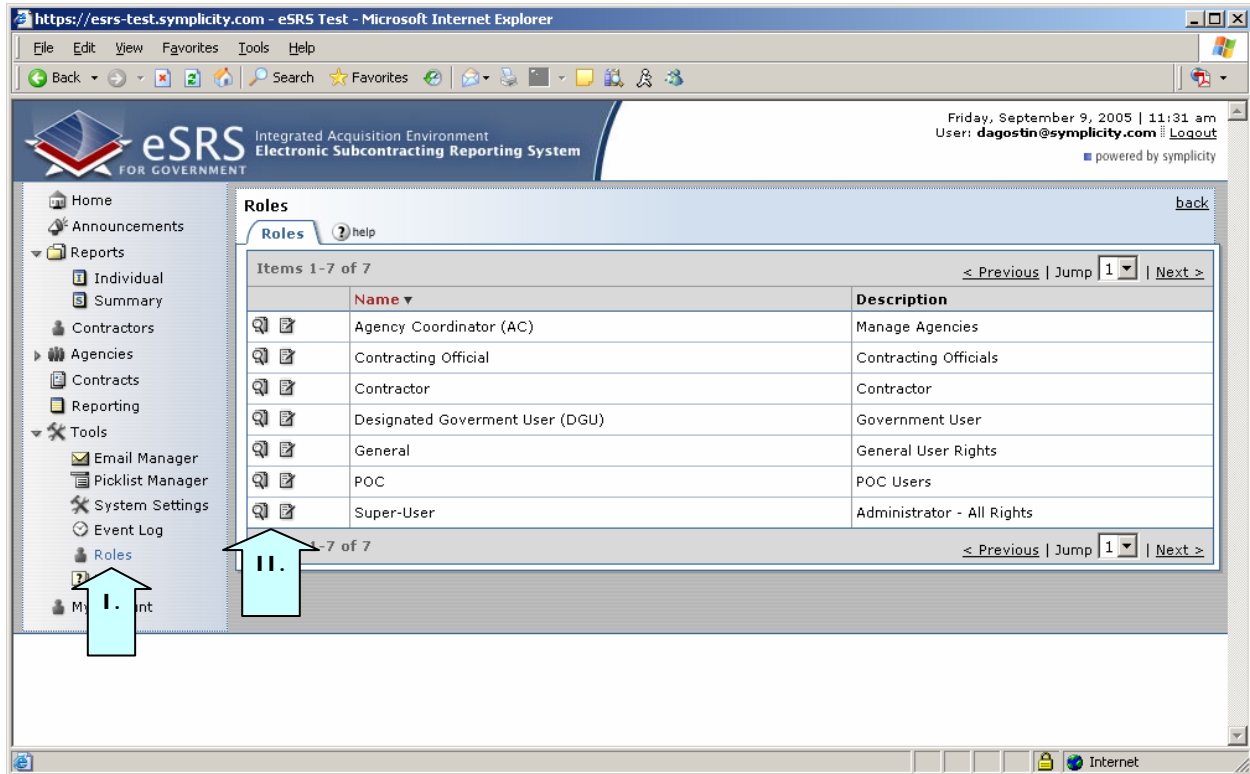 https://esrs-test.symplicity.com - eSRS Test - Microsoft Internet Explorer
File Edit View Favorites Tools Help
Back Search Favorites
eSRS
FOR GOVERNMENT
Integrated Acquisition Environment
Electronic Subcontracting Reporting System
Friday, September 9, 2005 | 11:31 am
User: dagostin@symplicity.com Logout
powered by symplicity
Home
Announcements
Reports
Individual
Summary
Contractors
Agencies
Contracts
Reporting
Tools
Email Manager
Picklist Manager
System Settings
Event Log
Roles
I.
Roles back
Roles help
Items 1-7 of 7 < Previous | Jump 1 | Next >
Name Description
Agency Coordinator (AC) Manage Agencies
Contracting Official Contracting Officials
Contractor Contractor
Designated Goverment User (DGU) Government User
General General User Rights
POC POC Users
Super-User Administrator - All Rights
-7 of 7 < Previous | Jump 1 | Next >
II.
Internet